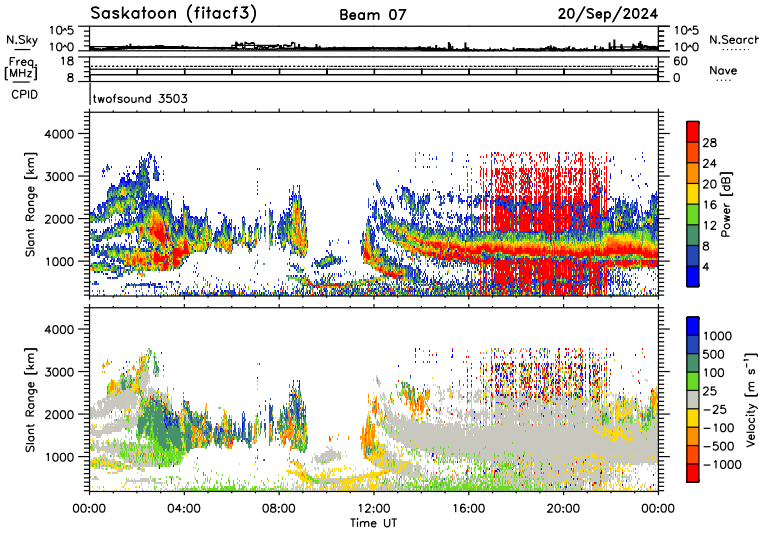 Saskatoon (fitacf3) Beam 07 20/Sep/2024
N.Sky 10^5 10^0 10^5 10^0 N.Search
Freq. [MHz] 18 8 60 0 Nave
CPID twofsound 3503
Slant Range [km] 4000 3000 2000 1000
Power [dB] 28 24 20 16 12 8 4
Slant Range [km] 4000 3000 2000 1000
Velocity [m s^-1] 1000 500 100 25 -25 -100 -500 -1000
00:00 04:00 08:00 12:00 16:00 20:00 00:00
Time UT